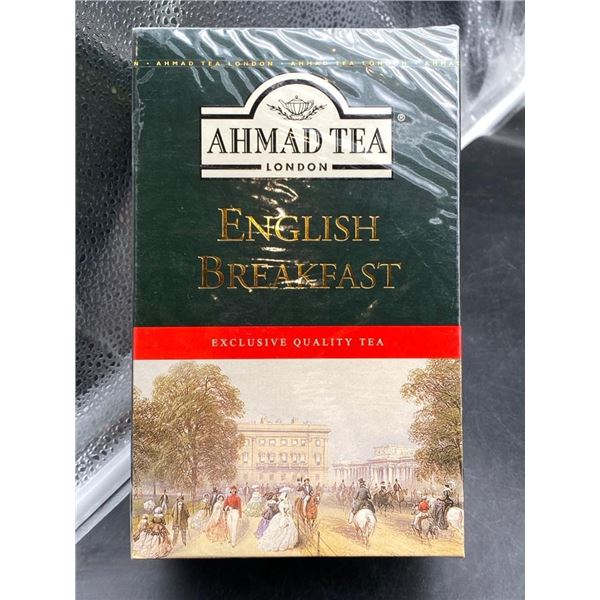 N · AHMAD TEA LONDON · AHMAD TEA LONDON · AHMAD
AHMAD TEA
®
LONDON
ENGLISH
BREAKFAST
EXCLUSIVE QUALITY TEA